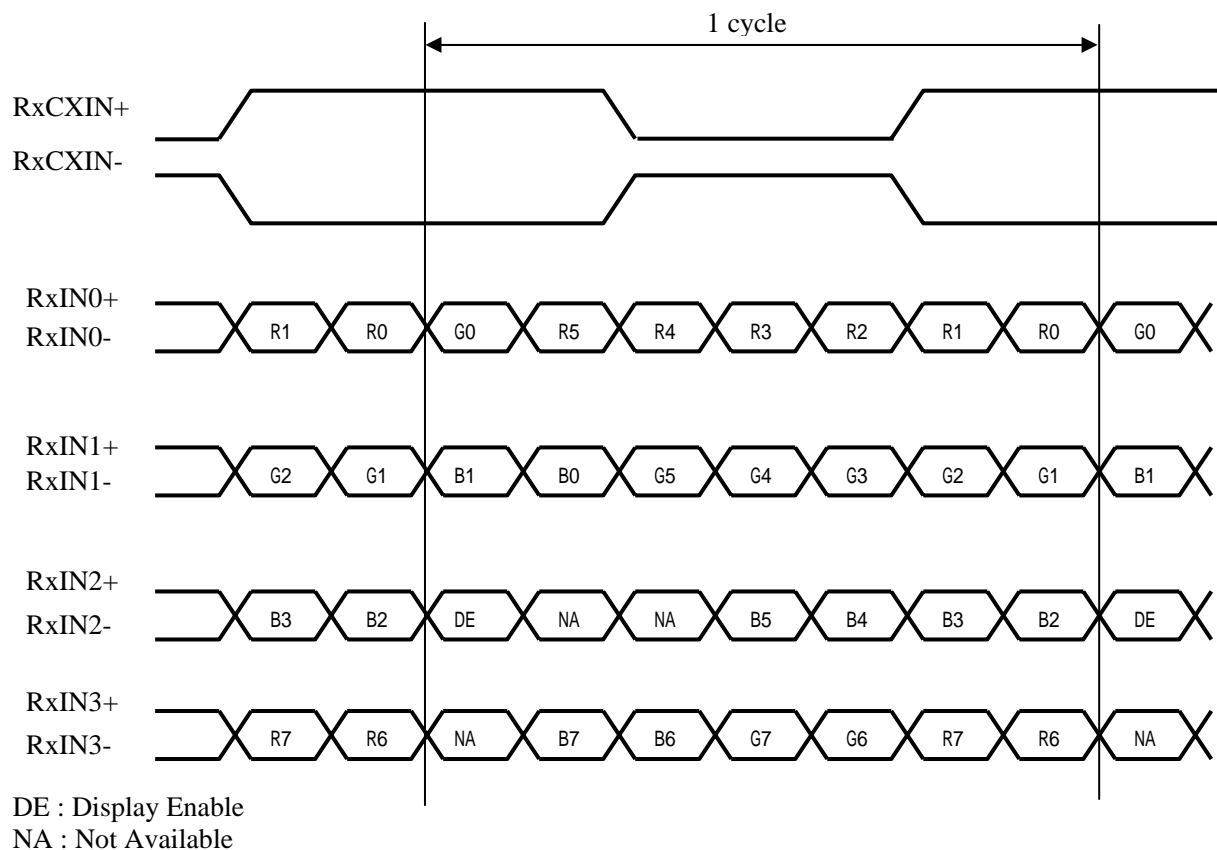 1 cycle
RxCXIN+
RxCXIN-
RxIN0+
RxIN0-
R1 R0 G0 R5 R4 R3 R2 R1 R0 G0
RxIN1+
RxIN1-
G2 G1 B1 B0 G5 G4 G3 G2 G1 B1
RxIN2+
RxIN2-
B3 B2 DE NA NA B5 B4 B3 B2 DE
RxIN3+
RxIN3-
R7 R6 NA B7 B6 G7 G6 R7 R6 NA
DE : Display Enable
NA : Not Available